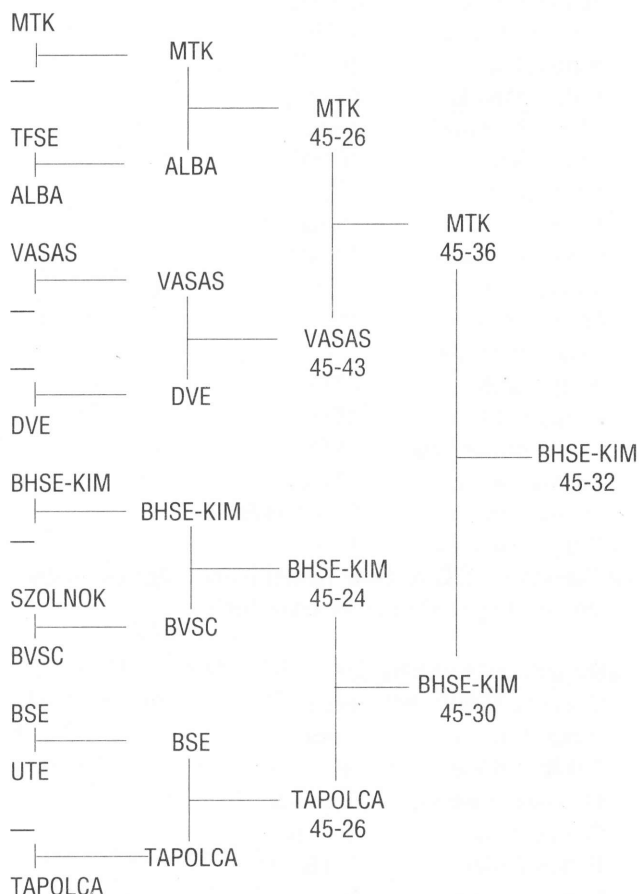 MTK
—
TFSE
ALBA
VASAS
—
—
DVE
BHSE-KIM
—
SZOLNOK
BVSC
BSE
UTE
—
TAPOLCA
MTK
ALBA
VASAS
DVE
BHSE-KIM
BVSC
BSE
TAPOLCA
MTK
45-26
VASAS
45-43
BHSE-KIM
45-24
TAPOLCA
45-26
MTK
45-36
BHSE-KIM
45-30
BHSE-KIM
45-32